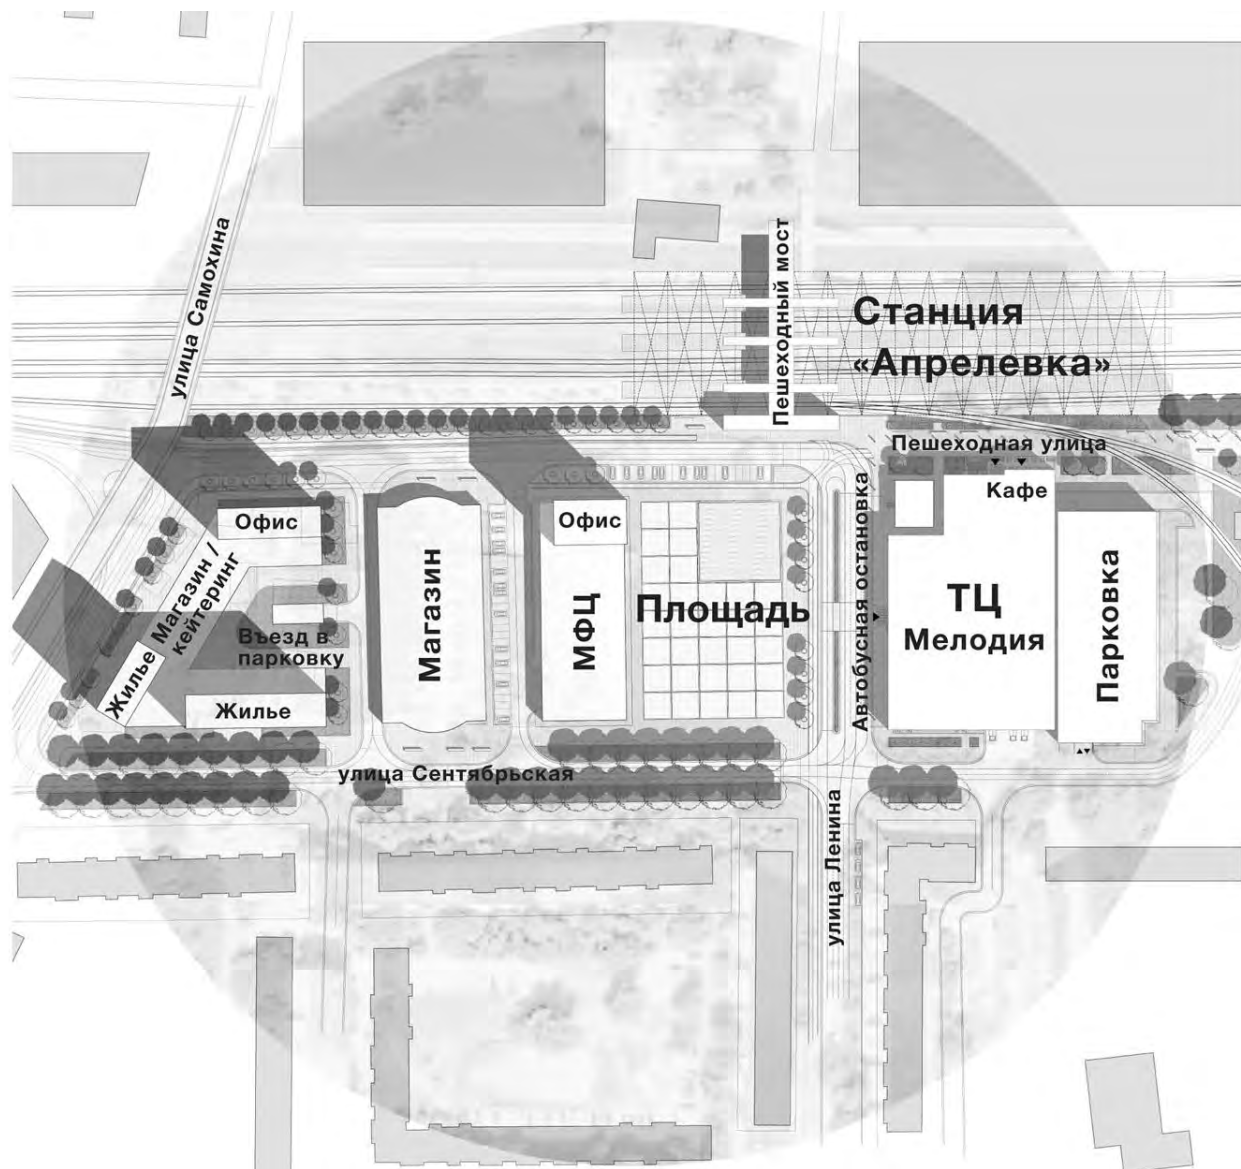 улица Самохина
Пешеходный мост
Станция
«Апрелевка»
Пешеходная улица
Кафе
Офис
Магазин /
кейтеринг
Въезд в
парковку
Жилье
Жилье
Магазин
Офис
МФЦ
Площадь
Автобусная остановка
ТЦ
Мелодия
Парковка
улица Сентябрьская
улица Ленина